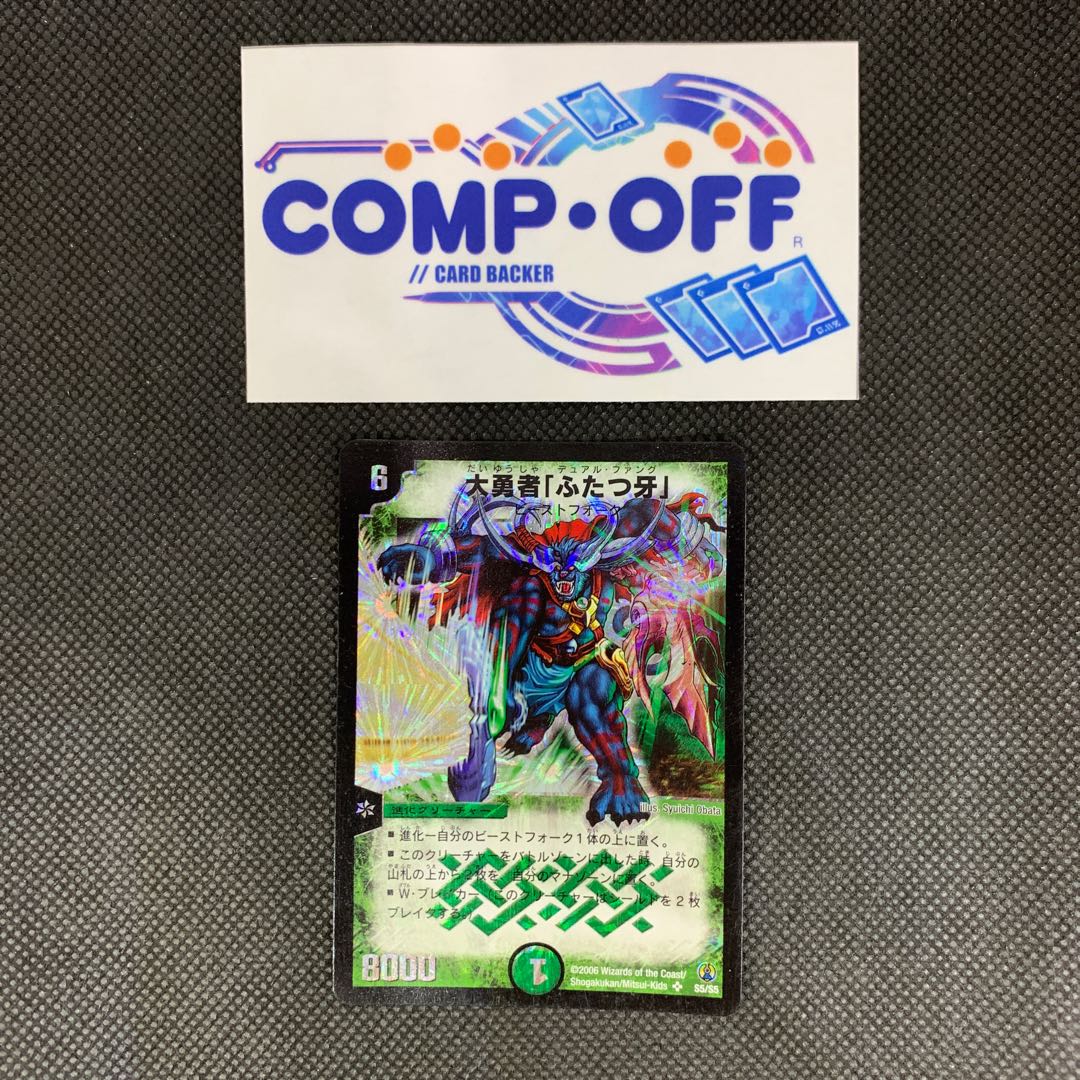 COMP・OFF
R
// CARD BACKER
6
だいゆうしゃ デュアル・ファング
大勇者「ふたつ牙」
ビーストフォーク
illus. Syuichi Obata
進化クリーチャー
■ 進化ー自分のビーストフォーク1体の上に置く。
■ このクリーチャーをバトルゾーンに出した時、自分の
山札の上から2枚を、自分のマナゾーンに置く。
■ W・ブレイカー(このクリーチャーはシールドを2枚
ブレイクする)
8000
1
©2006 Wizards of the Coast/
Shogakukan/Mitsui-Kids
S5/S5